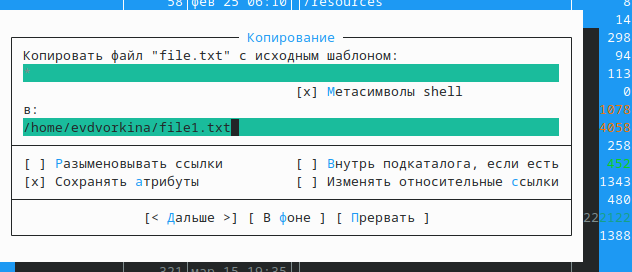 58 фев 25 06:10 /resources 8
14
Копирование 298
Копировать файл "file.txt" с исходным шаблоном: 94
* 113
[x] Метасимволы shell 0
в: 1078
/home/evdvorkina/file1.txt 4058
258
[ ] Разыменовывать ссылки [ ] Внутрь подкаталога, если есть 452
[x] Сохранять атрибуты [ ] Изменять относительные ссылки 1343
480
[< Дальше >] [ В фоне ] [ Прервать ]
1388
321 мар 15 19:35